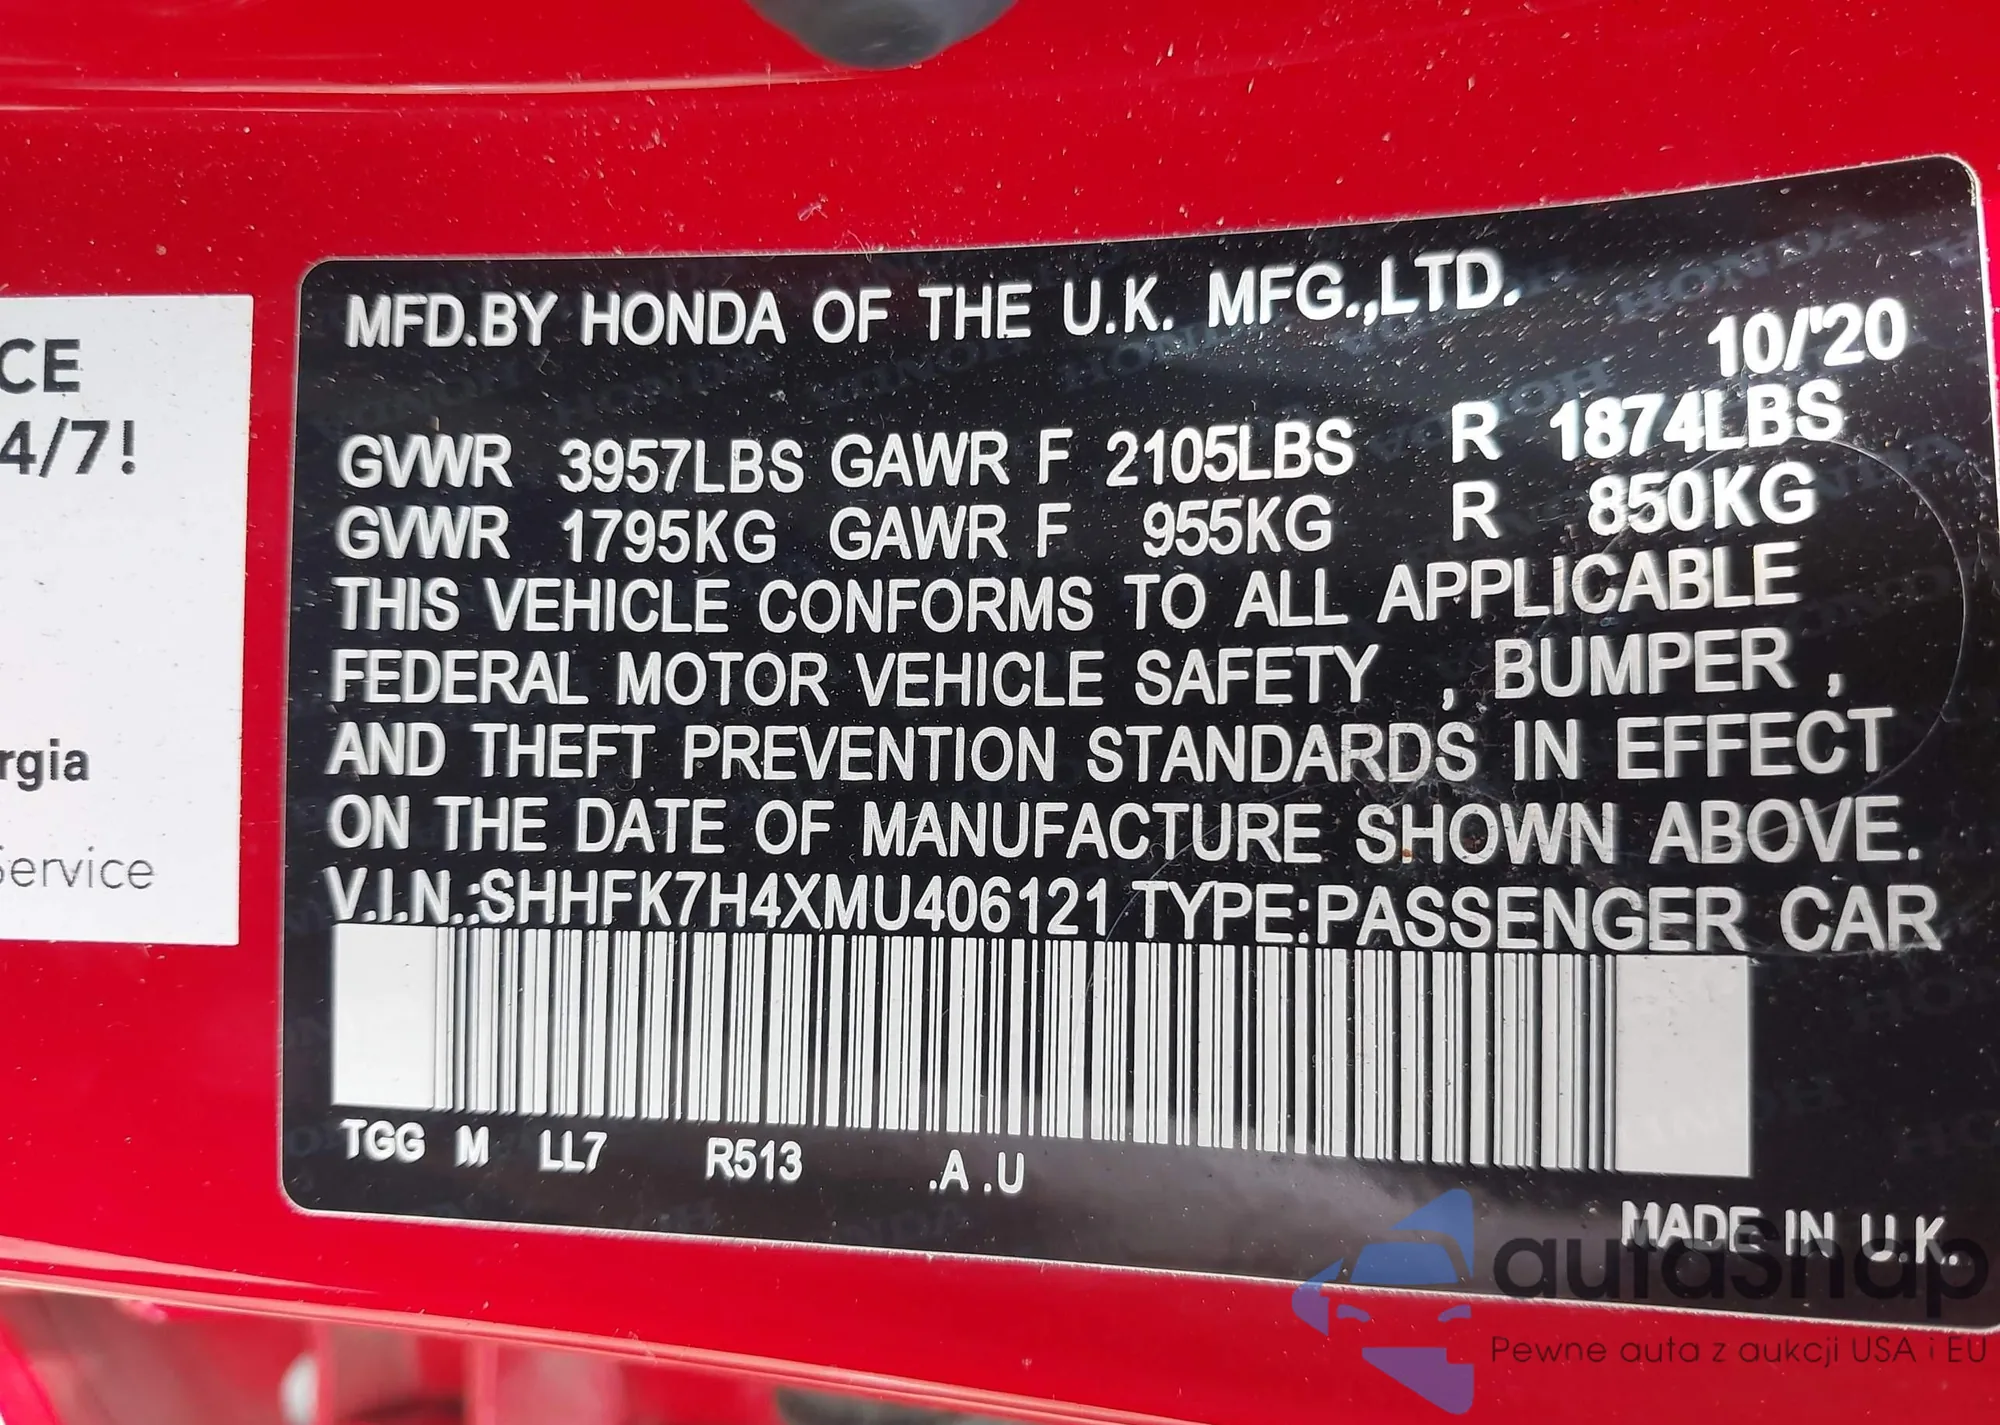 CE
4/7!
rgia
Service
MFD.BY HONDA OF THE U.K. MFG.,LTD.
10/'20
GVWR 3957LBS GAWR F 2105LBS R 1874LBS
GVWR 1795KG GAWR F 955KG R 850KG
THIS VEHICLE CONFORMS TO ALL APPLICABLE
FEDERAL MOTOR VEHICLE SAFETY , BUMPER ,
AND THEFT PREVENTION STANDARDS IN EFFECT
ON THE DATE OF MANUFACTURE SHOWN ABOVE.
V.I.N.:SHHFK7H4XMU406121 TYPE:PASSENGER CAR
TGG M LL7 R513 .A .U
MADE IN U.K.
autasnap
Pewne auta z aukcji USA i EU